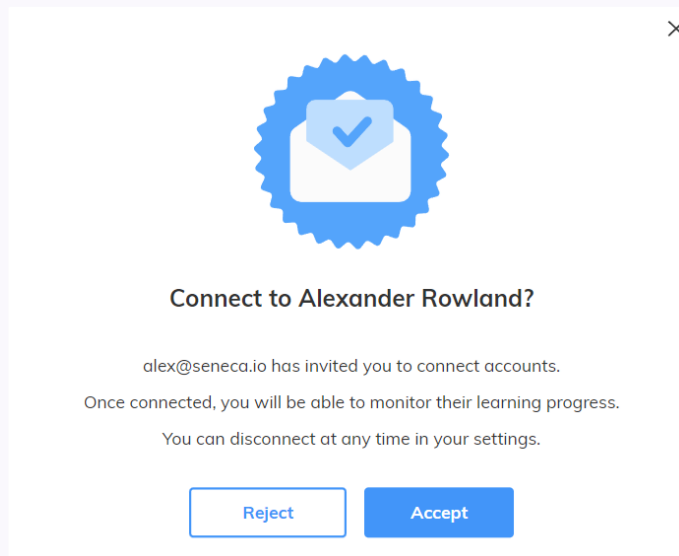 Connect to Alexander Rowland?
alex@seneca.io has invited you to connect accounts.
Once connected, you will be able to monitor their learning progress.
You can disconnect at any time in your settings.
Reject
Accept